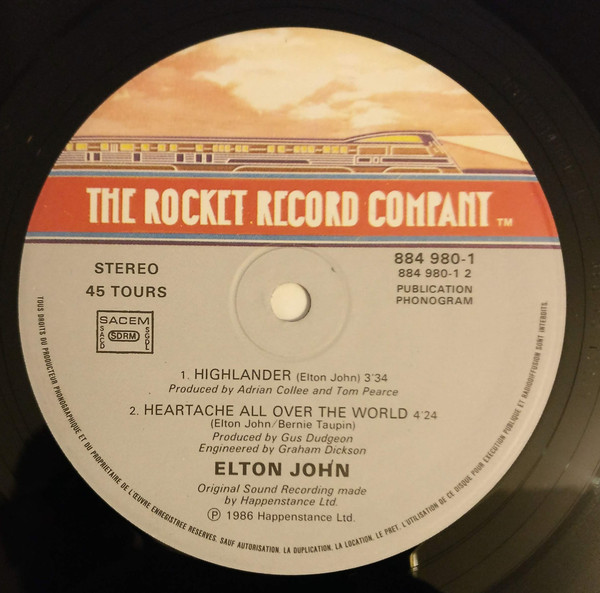 THE ROCKET RECORD COMPANY TM
STEREO
45 TOURS
884 980-1
884 980-1 2
PUBLICATION
PHONOGRAM
SACEM
SACD
SDRM
SGDL
1. HIGHLANDER (Elton John) 3'34
Produced by Adrian Collee and Tom Pearce
2. HEARTACHE ALL OVER THE WORLD 4'24
(Elton John/Bernie Taupin)
Produced by Gus Dudgeon
Engineered by Graham Dickson
ELTON JOHN
Original Sound Recording made
by Happenstance Ltd.
℗ 1986 Happenstance Ltd.
TOUS DROITS DU PRODUCTEUR PHONOGRAPHIQUE ET DU PROPRIETAIRE DE L'ŒUVRE ENREGISTREE RESERVES. SAUF AUTORISATION. LA DUPLICATION. LA LOCATION. LE PRET. L'UTILISATION DE CE DISQUE POUR EXECUTION PUBLIQUE ET RADIODIFFUSION SONT INTERDITS.